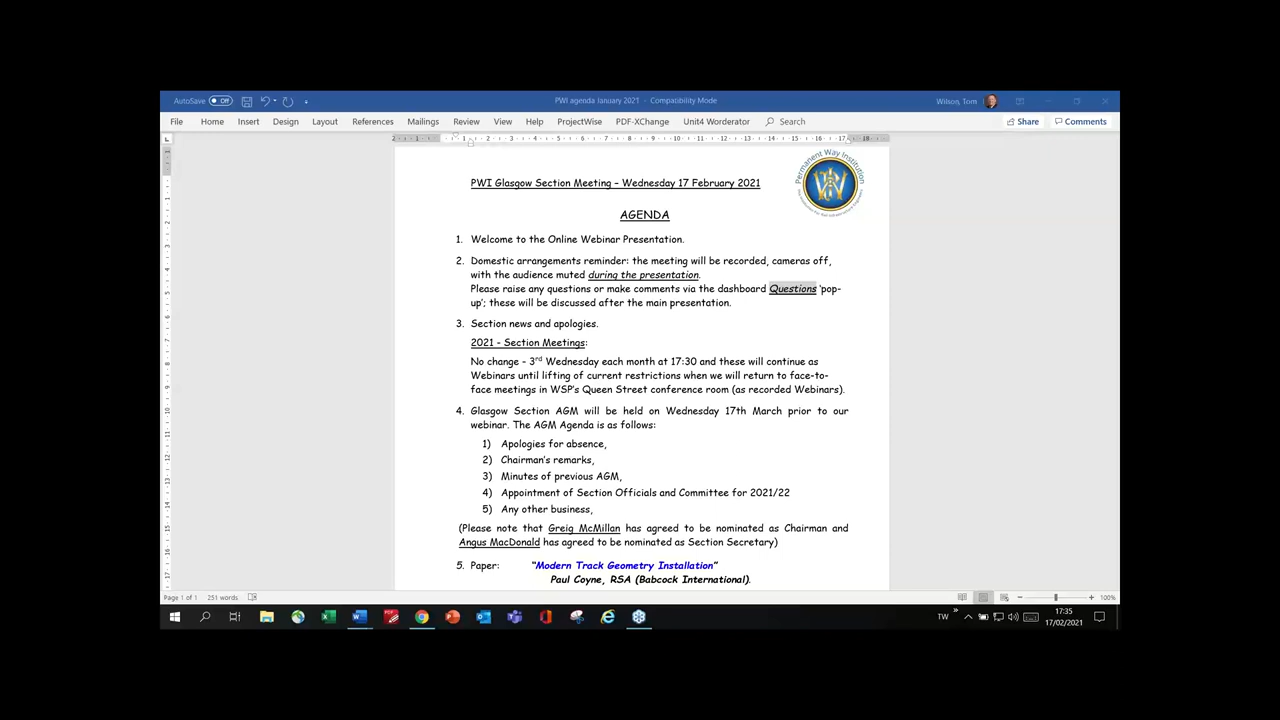 AutoSave Off
PWI agenda January 2021 - Compatibility Mode
Wilson, Tom
File Home Insert Design Layout References Mailings Review View Help ProjectWise PDF-XChange Unit4 Worderator Search Share Comments
Permanent Way Institution
PWI Glasgow Section Meeting – Wednesday 17 February 2021
AGENDA
1. Welcome to the Online Webinar Presentation.
2. Domestic arrangements reminder: the meeting will be recorded, cameras off,
with the audience muted during the presentation.
Please raise any questions or make comments via the dashboard Questions ‘pop-
up’; these will be discussed after the main presentation.
3. Section news and apologies.
2021 - Section Meetings:
No change - 3rd Wednesday each month at 17:30 and these will continue as
Webinars until lifting of current restrictions when we will return to face-to-
face meetings in WSP’s Queen Street conference room (as recorded Webinars).
4. Glasgow Section AGM will be held on Wednesday 17th March prior to our
webinar. The AGM Agenda is as follows:
1) Apologies for absence,
2) Chairman’s remarks,
3) Minutes of previous AGM,
4) Appointment of Section Officials and Committee for 2021/22
5) Any other business,
(Please note that Greig McMillan has agreed to be nominated as Chairman and
Angus MacDonald has agreed to be nominated as Section Secretary)
5. Paper: “Modern Track Geometry Installation”
Paul Coyne, RSA (Babcock International).
Page 1 of 1 251 words 100%
TW
17:35
17/02/2021